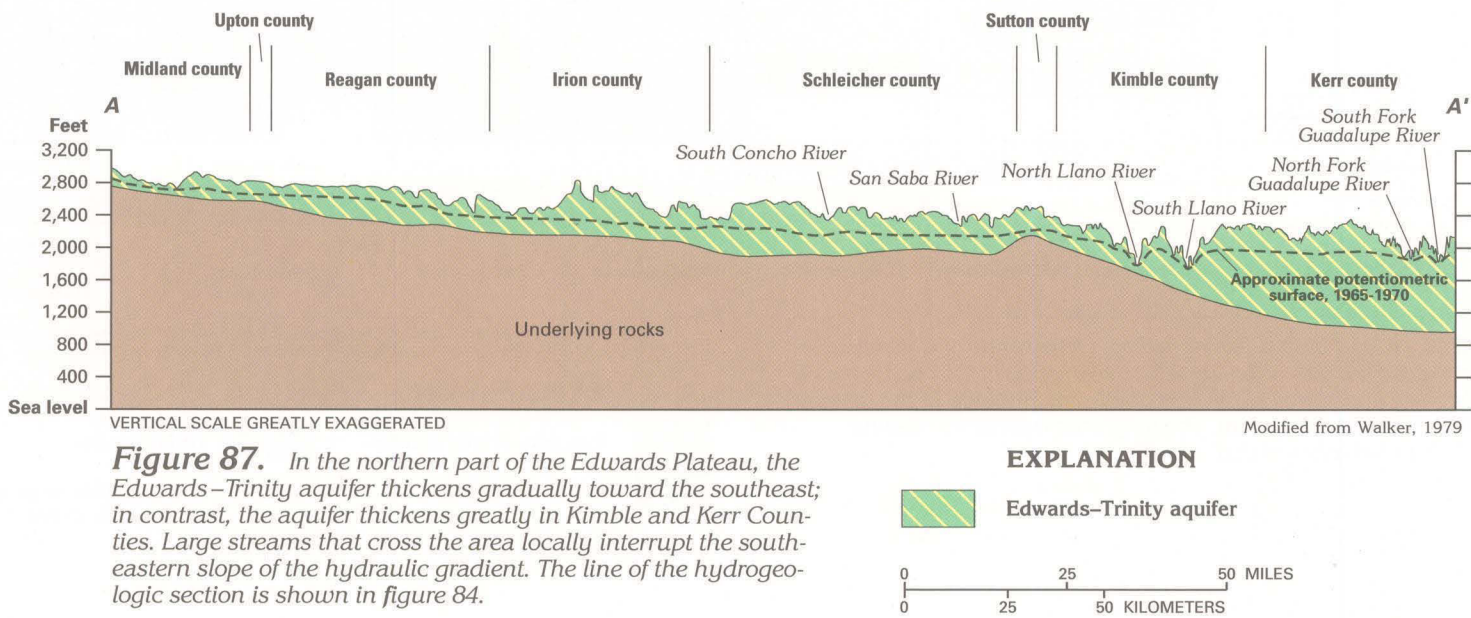 Upton county
Sutton county
Midland county
Reagan county
Irion county
Schleicher county
Kimble county
Kerr county
A
A'
Feet
South Fork
Guadalupe River
3,200
South Concho River
San Saba River
North Llano River
North Fork
Guadalupe River
2,800
South Llano River
2,400
2,000
1,600
Approximate potentiometric
surface, 1965-1970
1,200
Underlying rocks
800
400
Sea level
VERTICAL SCALE GREATLY EXAGGERATED
Modified from Walker, 1979
Figure 87. In the northern part of the Edwards Plateau, the
Edwards–Trinity aquifer thickens gradually toward the southeast;
in contrast, the aquifer thickens greatly in Kimble and Kerr Coun-
ties. Large streams that cross the area locally interrupt the south-
eastern slope of the hydraulic gradient. The line of the hydrogeo-
logic section is shown in figure 84.
EXPLANATION
Edwards–Trinity aquifer
0 25 50 MILES
0 25 50 KILOMETERS